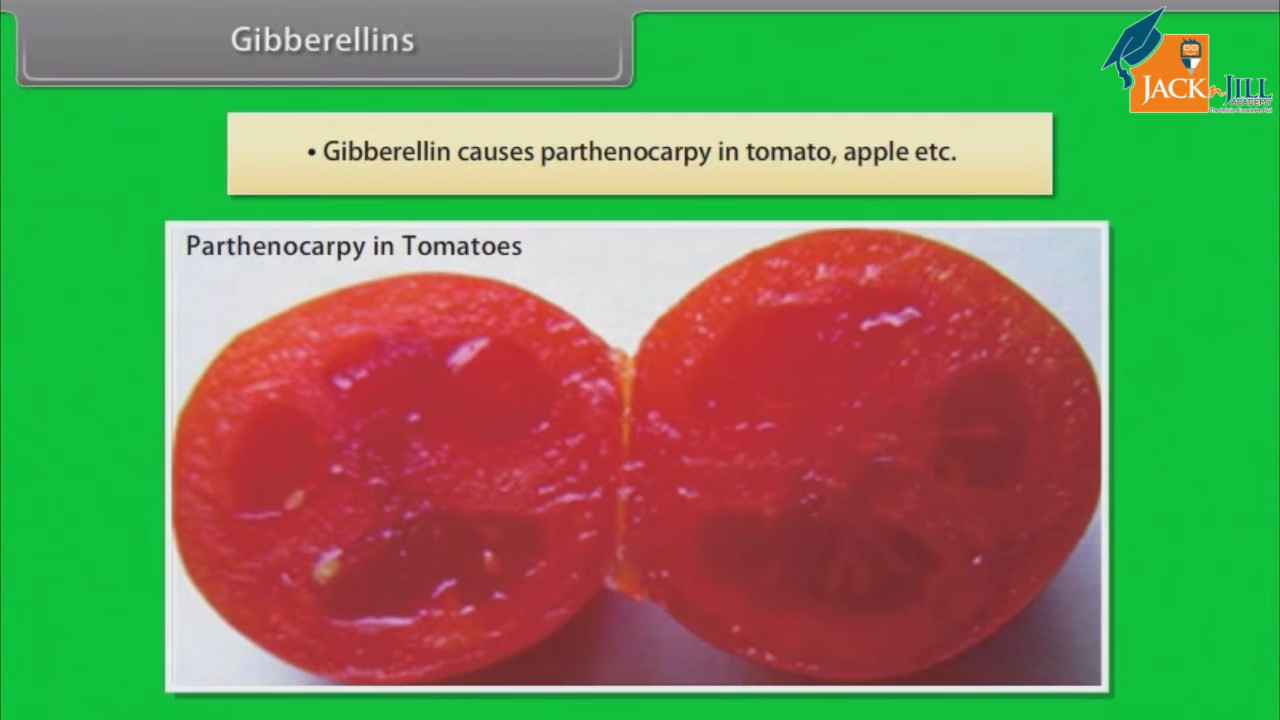 Gibberellins
JACK n JILL
ACADEMY
• Gibberellin causes parthenocarpy in tomato, apple etc.
Parthenocarpy in Tomatoes